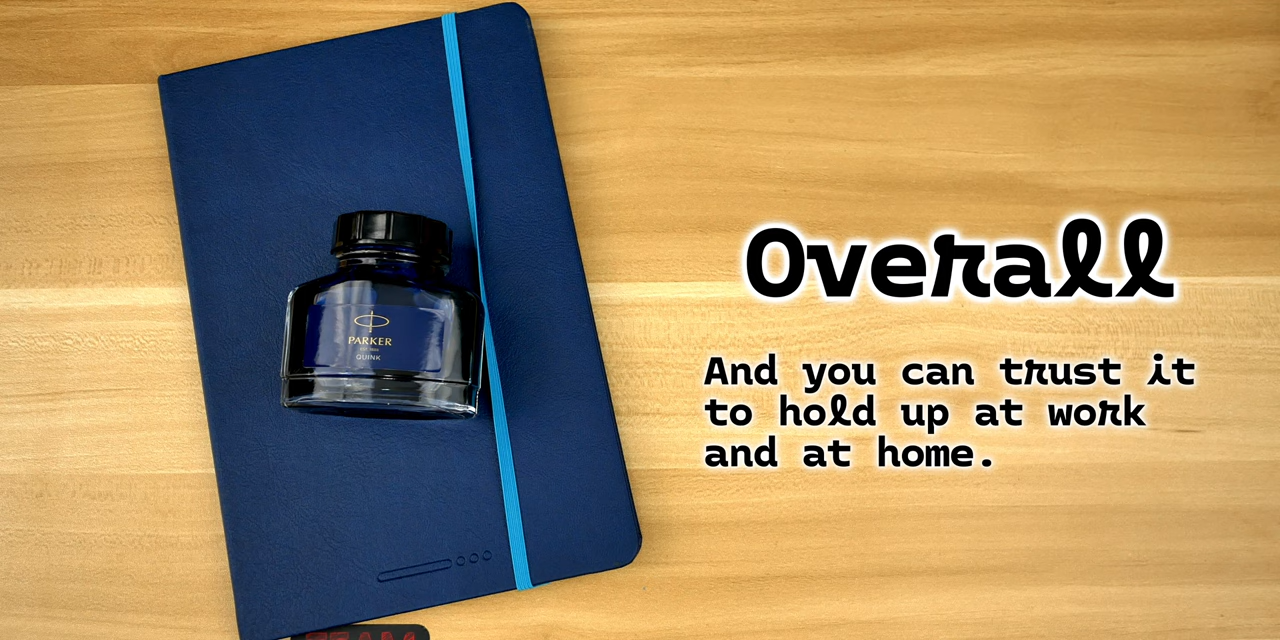 PARKER
QUINK
Overall
And you can trust it
to hold up at work
and at home.